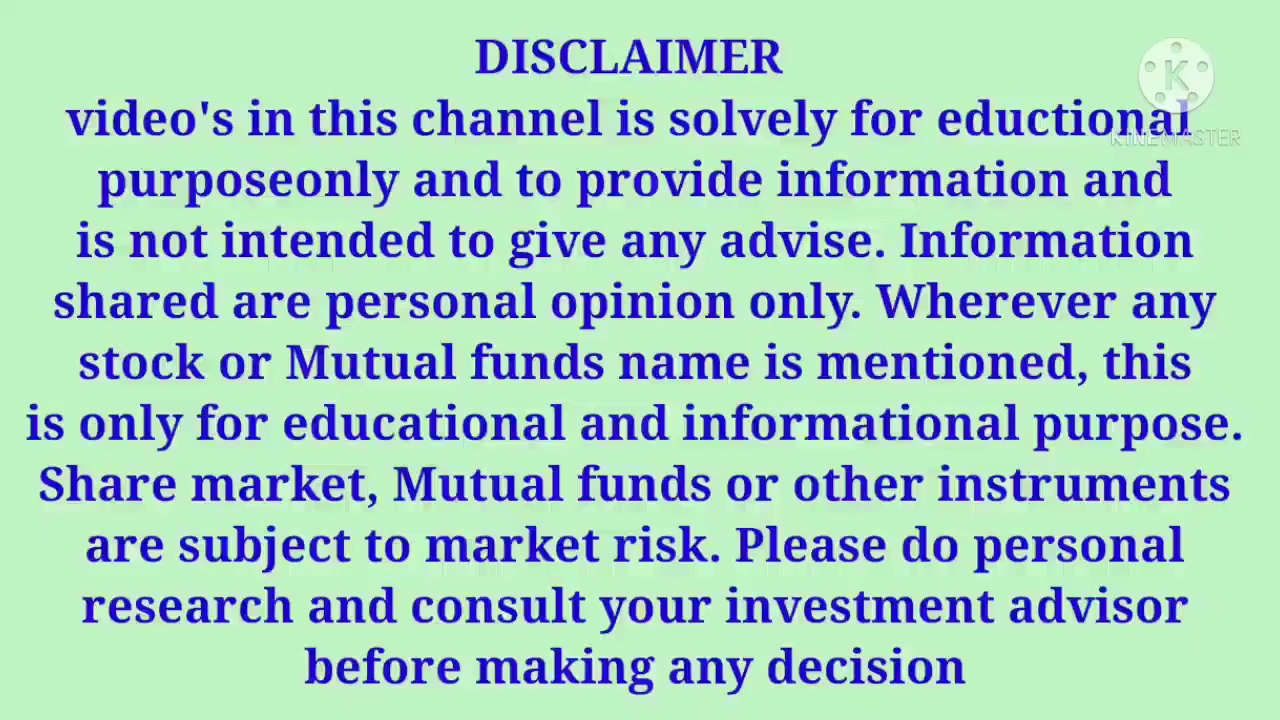 DISCLAIMER
video's in this channel is solvely for eductional
purposeonly and to provide information and
is not intended to give any advise. Information
shared are personal opinion only. Wherever any
stock or Mutual funds name is mentioned, this
is only for educational and informational purpose.
Share market, Mutual funds or other instruments
are subject to market risk. Please do personal
research and consult your investment advisor
before making any decision
K
KINEMASTER